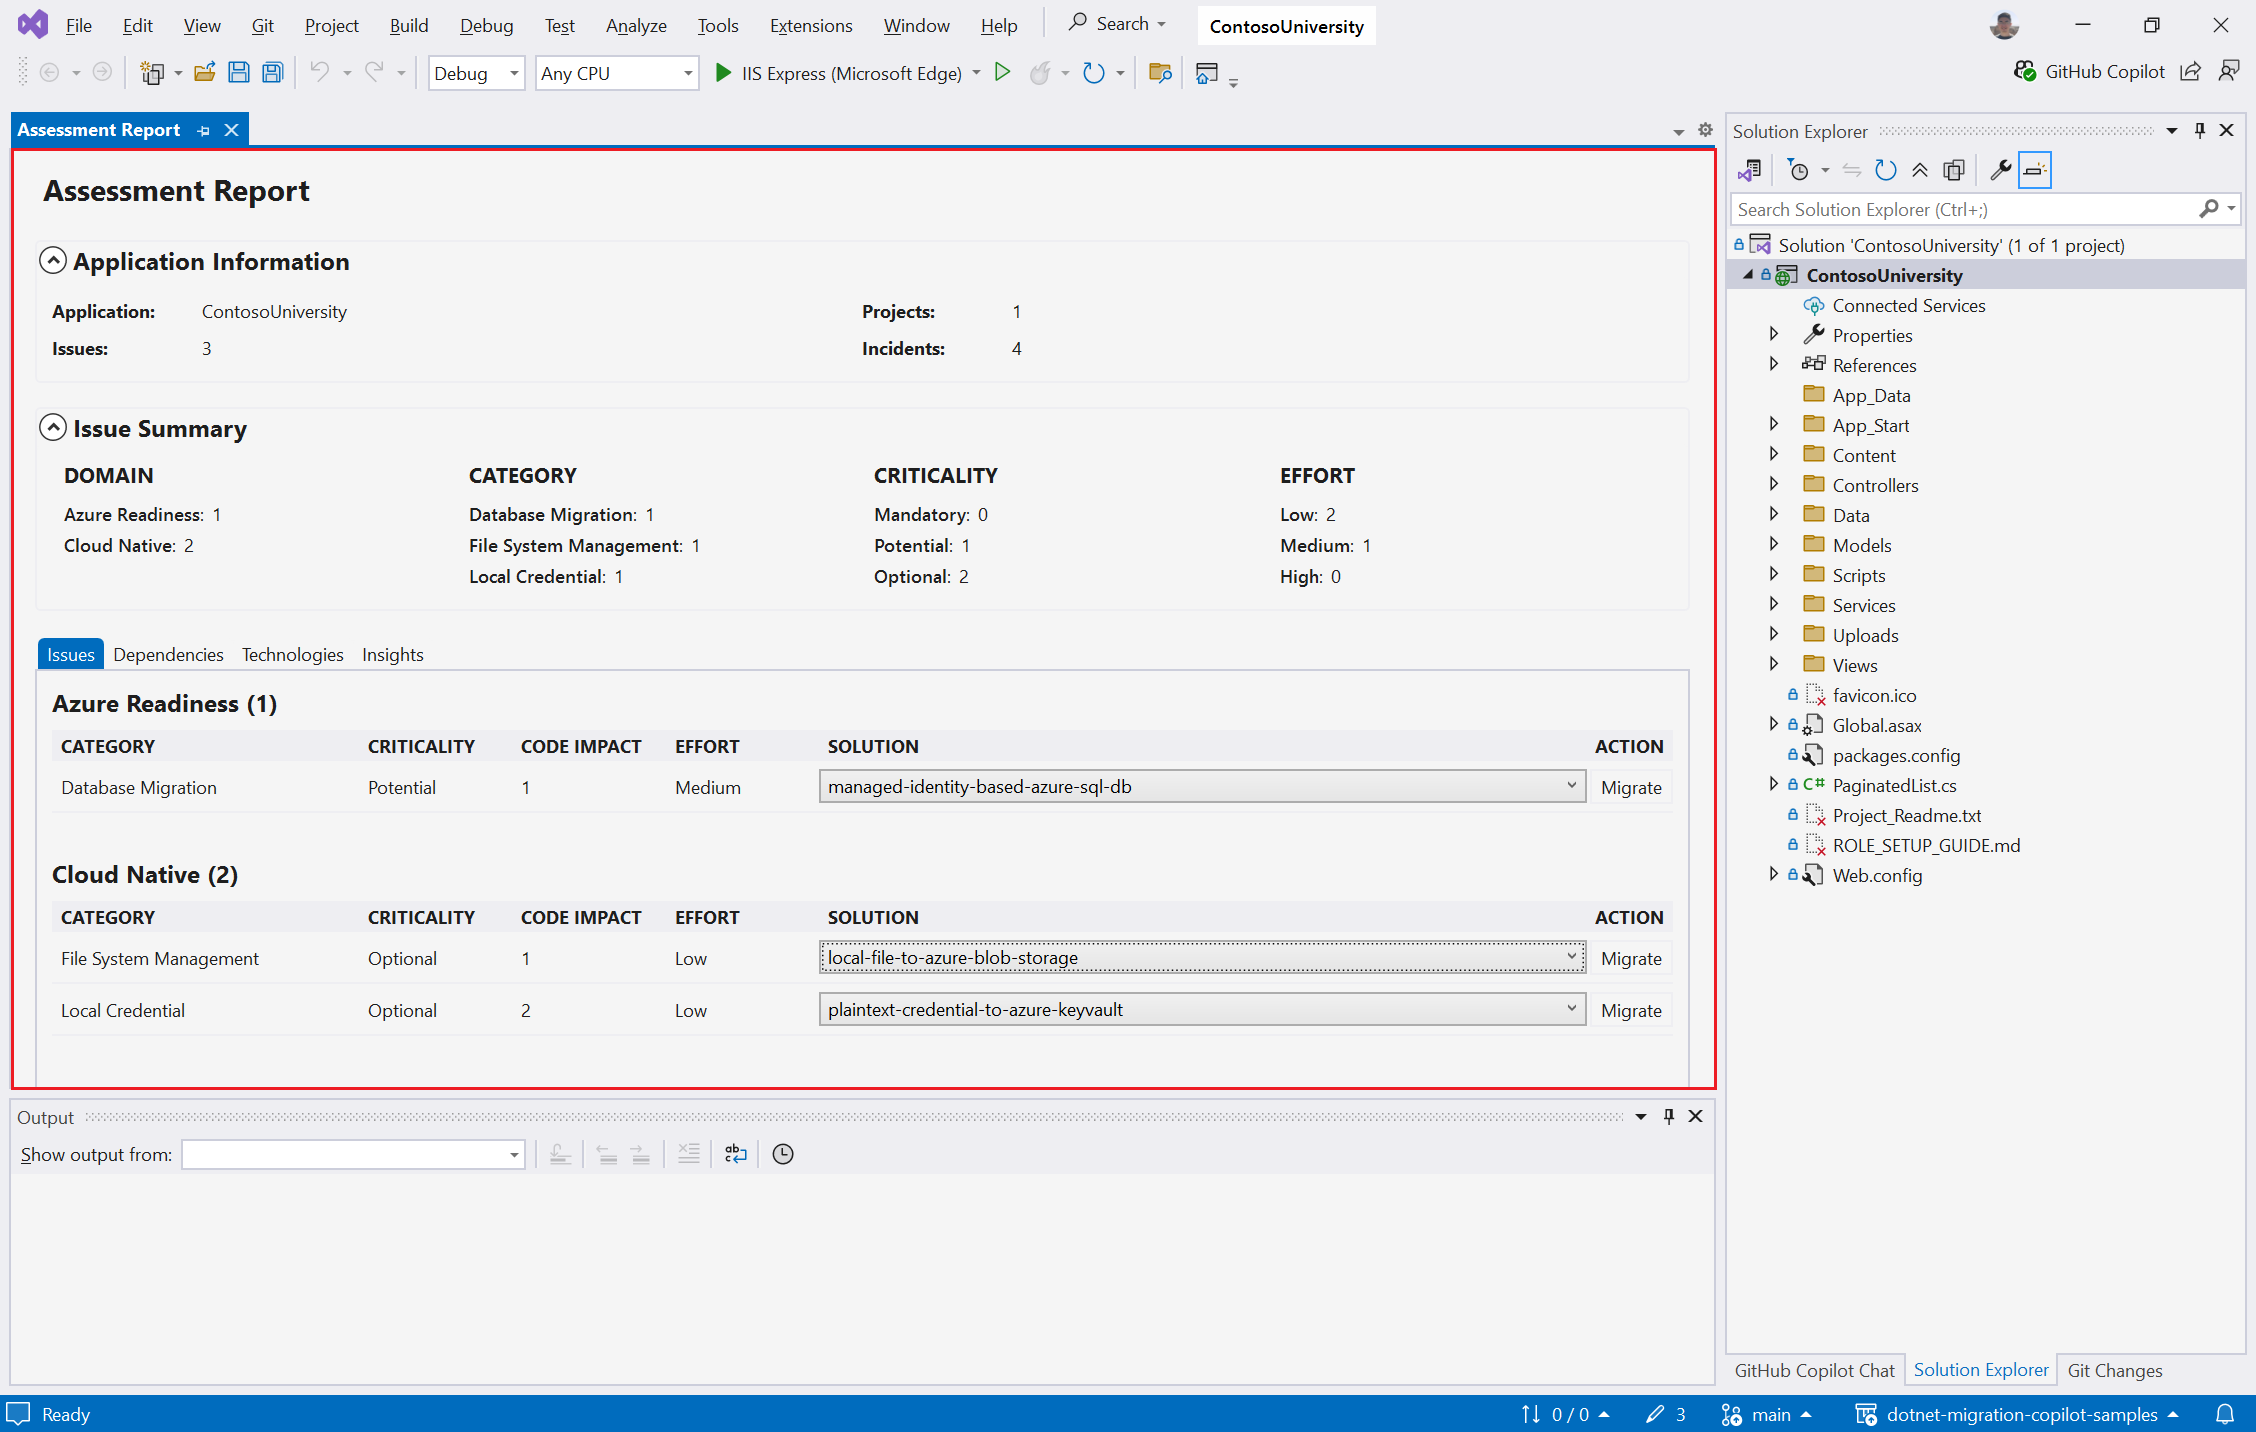 File Edit View Git Project Build Debug Test Analyze Tools Extensions Window Help Search ContosoUniversity
Debug Any CPU IIS Express (Microsoft Edge) GitHub Copilot
Assessment Report
Assessment Report
Application Information
Application: ContosoUniversity Projects: 1
Issues: 3 Incidents: 4
Issue Summary
DOMAIN CATEGORY CRITICALITY EFFORT
Azure Readiness: 1 Database Migration: 1 Mandatory: 0 Low: 2
Cloud Native: 2 File System Management: 1 Potential: 1 Medium: 1
Local Credential: 1 Optional: 2 High: 0
Issues Dependencies Technologies Insights
Azure Readiness (1)
CATEGORY CRITICALITY CODE IMPACT EFFORT SOLUTION ACTION
Database Migration Potential 1 Medium managed-identity-based-azure-sql-db Migrate
Cloud Native (2)
CATEGORY CRITICALITY CODE IMPACT EFFORT SOLUTION ACTION
File System Management Optional 1 Low local-file-to-azure-blob-storage Migrate
Local Credential Optional 2 Low plaintext-credential-to-azure-keyvault Migrate
Output
Show output from:
Solution Explorer
Search Solution Explorer (Ctrl+;)
Solution 'ContosoUniversity' (1 of 1 project)
ContosoUniversity
Connected Services
Properties
References
App_Data
App_Start
Content
Controllers
Data
Models
Scripts
Services
Uploads
Views
favicon.ico
Global.asax
packages.config
C# PaginatedList.cs
Project_Readme.txt
ROLE_SETUP_GUIDE.md
Web.config
GitHub Copilot Chat Solution Explorer Git Changes
Ready 0 / 0 3 main dotnet-migration-copilot-samples